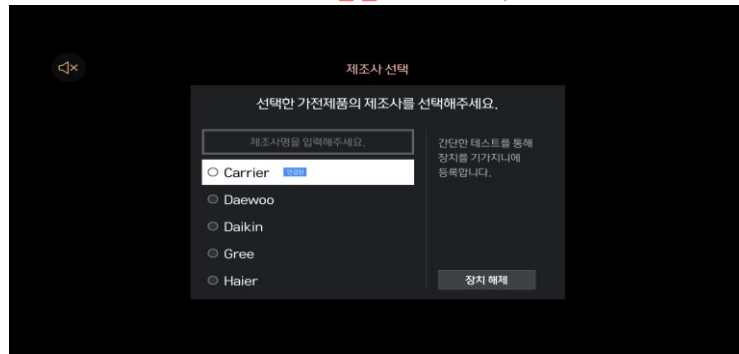 제조사 선택
선택한 가전제품의 제조사를 선택해주세요.
제조사명을 입력해주세요.
간단한 테스트를 통해
장치를 기가지니에
등록합니다.
Carrier 연결됨
Daewoo
Daikin
Gree
Haier
장치 해제